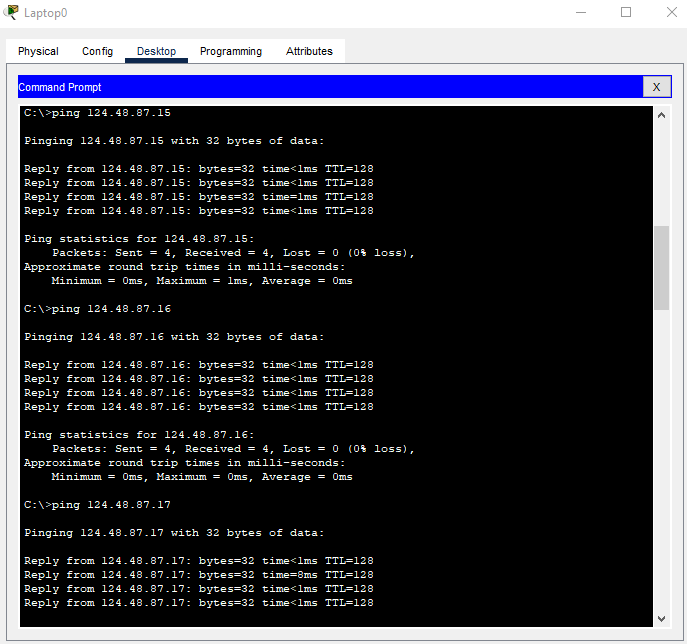 Laptop0
Physical Config Desktop Programming Attributes
Command Prompt X
C:\>ping 124.48.87.15
Pinging 124.48.87.15 with 32 bytes of data:
Reply from 124.48.87.15: bytes=32 time<1ms TTL=128
Reply from 124.48.87.15: bytes=32 time<1ms TTL=128
Reply from 124.48.87.15: bytes=32 time=1ms TTL=128
Reply from 124.48.87.15: bytes=32 time<1ms TTL=128
Ping statistics for 124.48.87.15:
Packets: Sent = 4, Received = 4, Lost = 0 (0% loss),
Approximate round trip times in milli-seconds:
Minimum = 0ms, Maximum = 1ms, Average = 0ms
C:\>ping 124.48.87.16
Pinging 124.48.87.16 with 32 bytes of data:
Reply from 124.48.87.16: bytes=32 time<1ms TTL=128
Reply from 124.48.87.16: bytes=32 time<1ms TTL=128
Reply from 124.48.87.16: bytes=32 time<1ms TTL=128
Reply from 124.48.87.16: bytes=32 time<1ms TTL=128
Ping statistics for 124.48.87.16:
Packets: Sent = 4, Received = 4, Lost = 0 (0% loss),
Approximate round trip times in milli-seconds:
Minimum = 0ms, Maximum = 0ms, Average = 0ms
C:\>ping 124.48.87.17
Pinging 124.48.87.17 with 32 bytes of data:
Reply from 124.48.87.17: bytes=32 time<1ms TTL=128
Reply from 124.48.87.17: bytes=32 time=8ms TTL=128
Reply from 124.48.87.17: bytes=32 time<1ms TTL=128
Reply from 124.48.87.17: bytes=32 time<1ms TTL=128